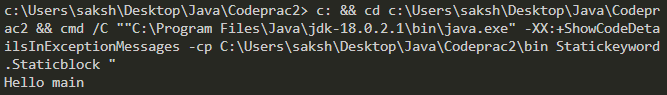 c:\Users\saksh\Desktop\Java\Codeprac2> c: && cd c:\Users\saksh\Desktop\Java\Codepr
ac2 && cmd /C ""C:\Program Files\Java\jdk-18.0.2.1\bin\java.exe" -XX:+ShowCodeDeta
ilsInExceptionMessages -cp C:\Users\saksh\Desktop\Java\Codeprac2\bin Statickeyword
.Staticblock "
Hello main